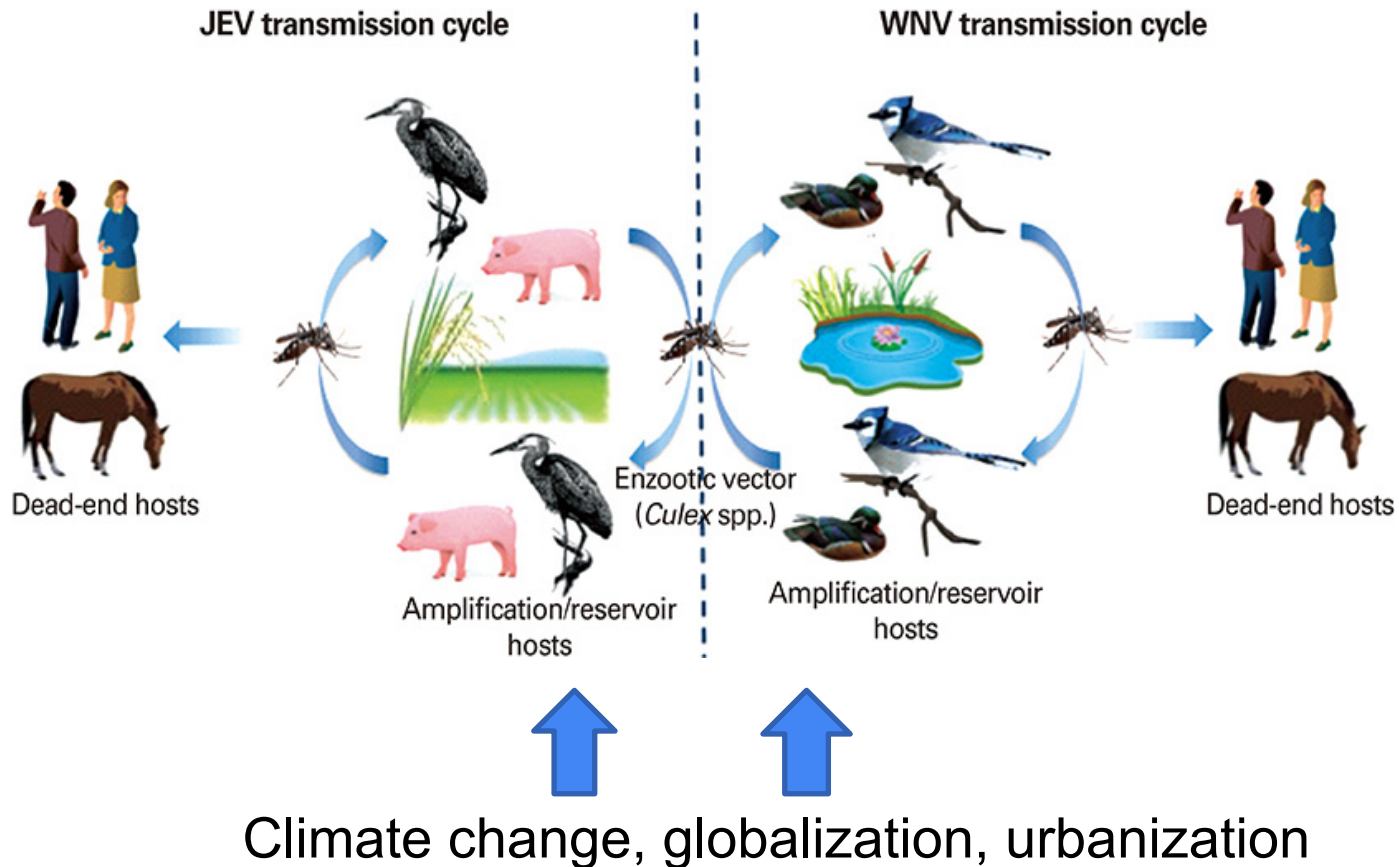 JEV transmission cycle
WNV transmission cycle
Dead-end hosts
Enzootic vector
(Culex spp.)
Amplification/reservoir
hosts
Amplification/reservoir
hosts
Dead-end hosts
Climate change, globalization, urbanization